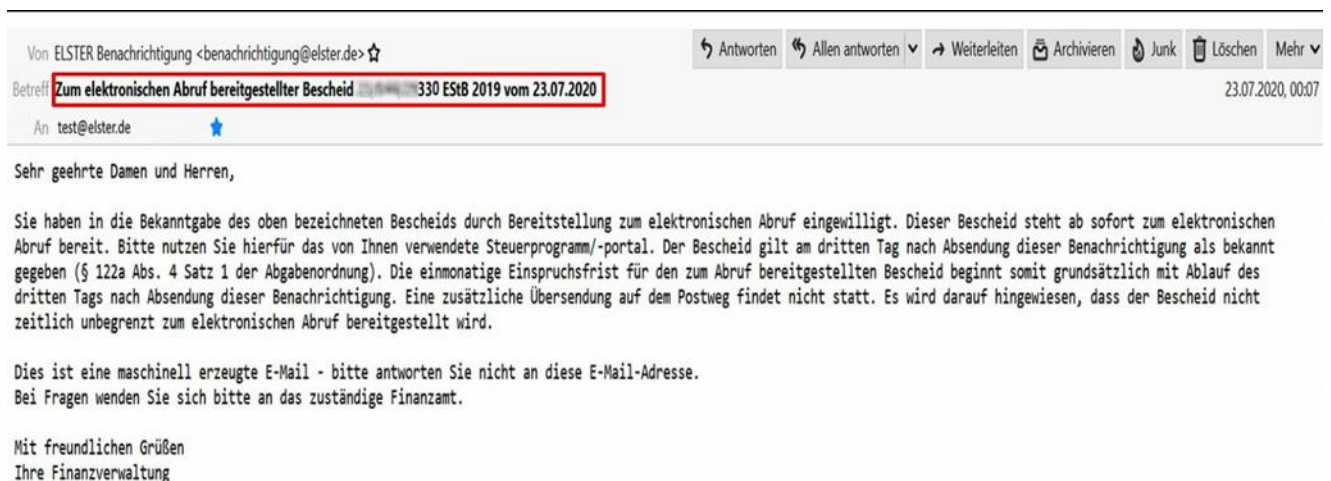 Von ELSTER Benachrichtigung <benachrichtigung@elster.de>
Antworten Allen antworten Weiterleiten Archivieren Junk Löschen Mehr
Betreff Zum elektronischen Abruf bereitgestellter Bescheid 330 EStB 2019 vom 23.07.2020
23.07.2020, 00:07
An test@elster.de
Sehr geehrte Damen und Herren,
Sie haben in die Bekanntgabe des oben bezeichneten Bescheids durch Bereitstellung zum elektronischen Abruf eingewilligt. Dieser Bescheid steht ab sofort zum elektronischen
Abruf bereit. Bitte nutzen Sie hierfür das von Ihnen verwendete Steuerprogramm/-portal. Der Bescheid gilt am dritten Tag nach Absendung dieser Benachrichtigung als bekannt
gegeben (§ 122a Abs. 4 Satz 1 der Abgabenordnung). Die einmonatige Einspruchsfrist für den zum Abruf bereitgestellten Bescheid beginnt somit grundsätzlich mit Ablauf des
dritten Tags nach Absendung dieser Benachrichtigung. Eine zusätzliche Übersendung auf dem Postweg findet nicht statt. Es wird darauf hingewiesen, dass der Bescheid nicht
zeitlich unbegrenzt zum elektronischen Abruf bereitgestellt wird.
Dies ist eine maschinell erzeugte E-Mail - bitte antworten Sie nicht an diese E-Mail-Adresse.
Bei Fragen wenden Sie sich bitte an das zuständige Finanzamt.
Mit freundlichen Grüßen
Ihre Finanzverwaltung